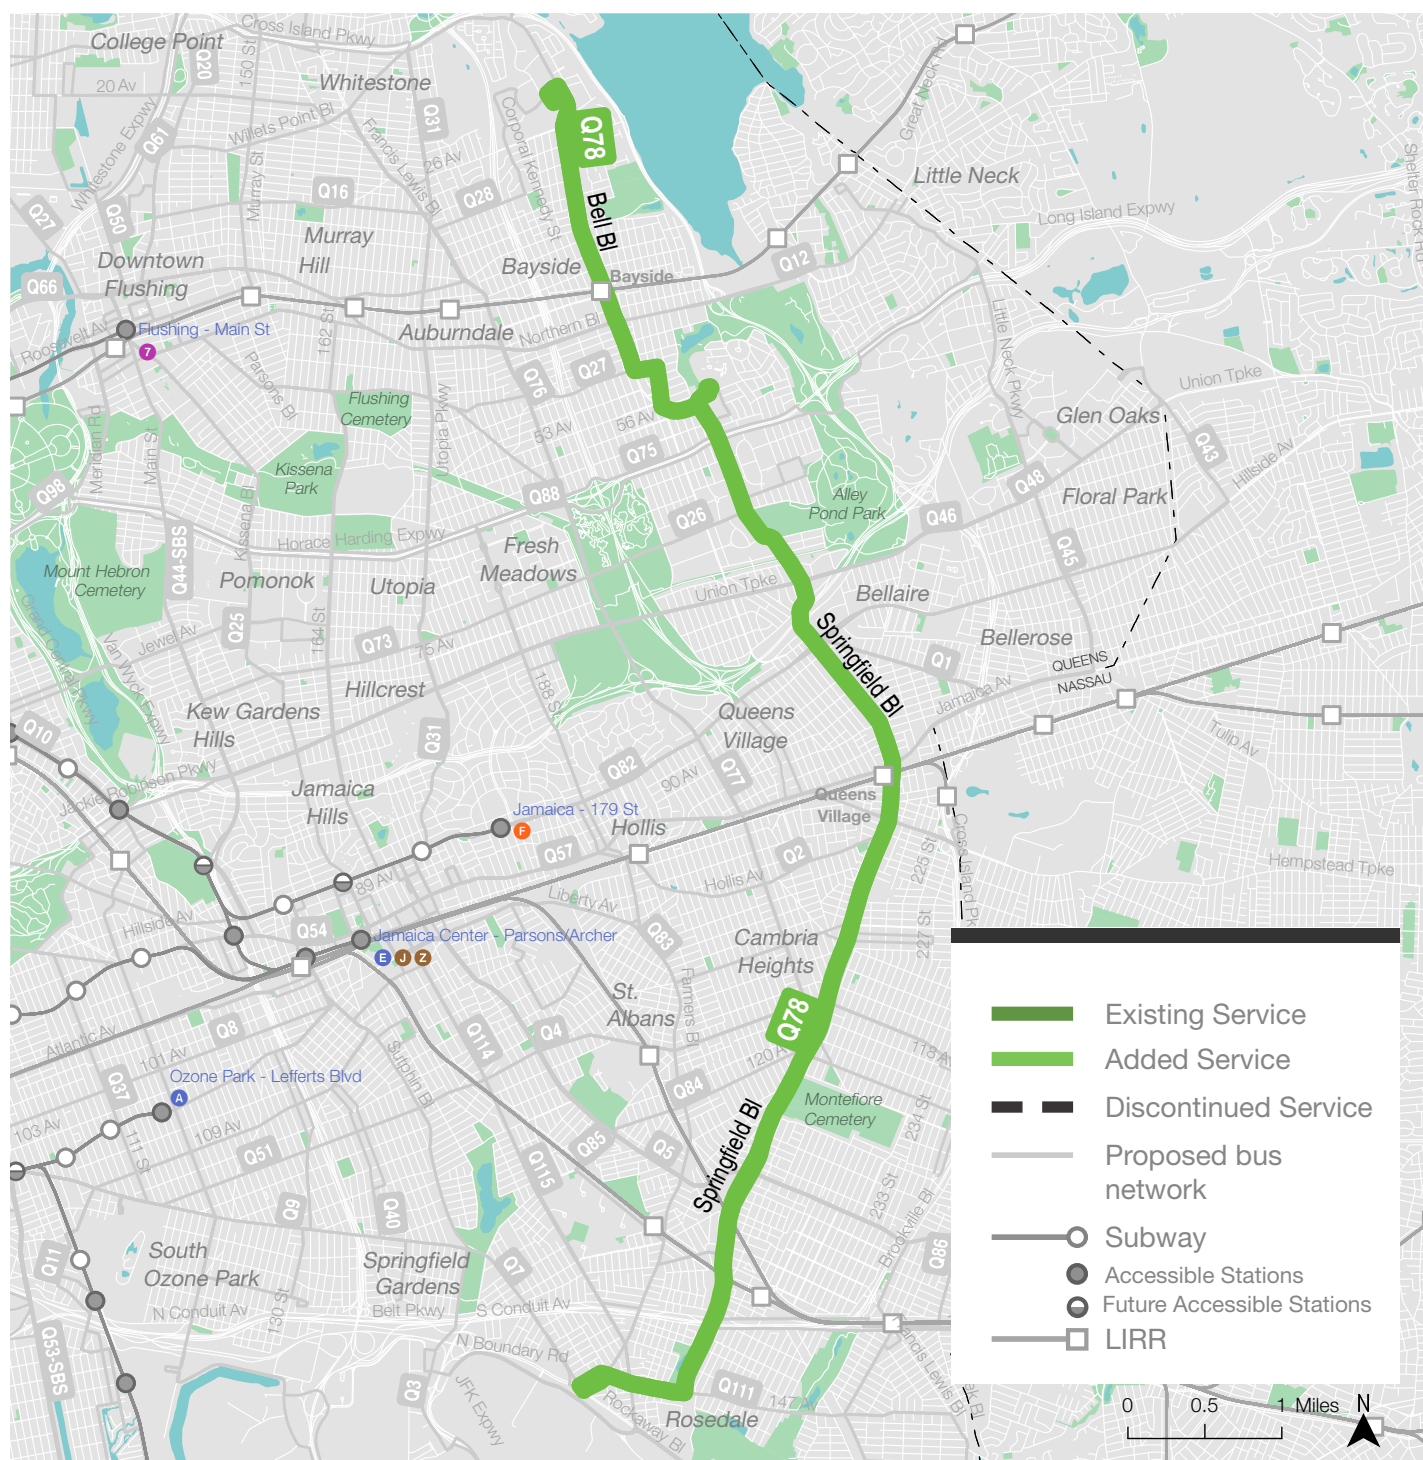 Cross Island Pkwy
College Point
Q20
150 St
20 Av
Whitestone
Whitestone Expwy
Q61
Willets Point Bl
Q31
Francis Lewis Bl
26 Av
Corporal Kennedy St
Q78
Great Neck Rd
Little Neck
Shelter Rock Rd
Murray St
Q16
Q28
Q27
Q50
Murray
Hill
Bell Bl
Long Island Expwy
Downtown
Flushing
Bayside
Bayside
Q12
Q66
Roosevelt Av
Flushing - Main St
7
162 St
Auburndale
Northern Bl
Little Neck Pkwy
Parsons Bl
Q76
Q27
Union Tpke
Flushing
Cemetery
Utopia Pkwy
53 Av
56 Av
Glen Oaks
Meridian Rd
Main St
Q75
Q43
Hillside Av
Kissena
Park
Q98
Q88
Q48
Alley
Pond Park
Floral Park
Kissena Bl
Q26
Q46
Horace Harding Expwy
Fresh
Meadows
Q44-SBS
Q45
Mount Hebron
Cemetery
Pomonok
Utopia
Union Tpke
Bellaire
Grand Central Pkwy
Van Wyck Expwy
Jewel Av
Q25
164 St
Q73
75 Av
Springfield Bl
Bellerose
Q1
QUEENS
NASSAU
Jamaica Av
188 St
Hillcrest
Kew Gardens
Hills
Queens
Village
Q10
Q31
Tulip Av
Jackie Robinson Pkwy
Q82
90 Av
Q77
Jamaica
Hills
Queens
Village
Jamaica - 179 St
F
Hollis
Cross Island Pk
Q57
Q2
225 St
Hempstead Tpke
89 Av
Hollis Av
Liberty Av
Hillside Av
Q54
Jamaica Center - Parsons/Archer
E
J
Z
Q83
Cambria
Heights
227 St
Farmers Bl
St.
Albans
Q78
Atlantic Av
Q8
Sutphin Bl
Q114
Q4
101 Av
120 A
118 Av
Ozone Park - Lefferts Blvd
A
Q37
Q84
Montefiore
Cemetery
103 Av
111 St
109 Av
Q51
Q85
Q5
234 St
Q115
Springfield Bl
233 St
Q9
Q40
Brookville Bl
Q86
Q11
South
Ozone Park
Springfield
Gardens
Q7
N Conduit Av
130 St
Belt Pkwy
S Conduit Av
N Boundary Rd
Q53-SBS
Q3
JFK Expwy
Rockaway Bl
Rosedale
Q111
147 Av
Francis Lewis Bl
Existing Service
Added Service
Discontinued Service
Proposed bus
network
Subway
Accessible Stations
Future Accessible Stations
LIRR
0
0.5
1 Miles
N